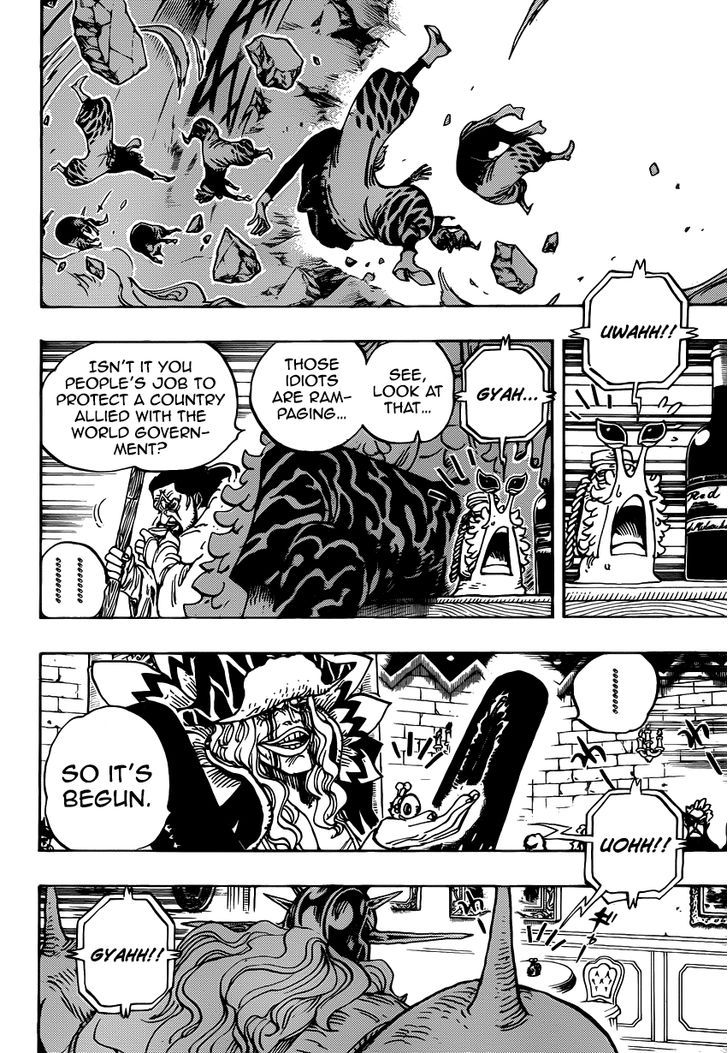 UWAHH!!
GYAH...
SEE,
LOOK AT
THAT...
THOSE
IDIOTS
ARE RAM-
PAGING...
ISN'T IT YOU
PEOPLE'S JOB TO
PROTECT A COUNTRY
ALLIED WITH THE
WORLD GOVERN-
MENT?
Red
.........
.........
UOHH!!
SO IT'S
BEGUN.
GYAHH!!